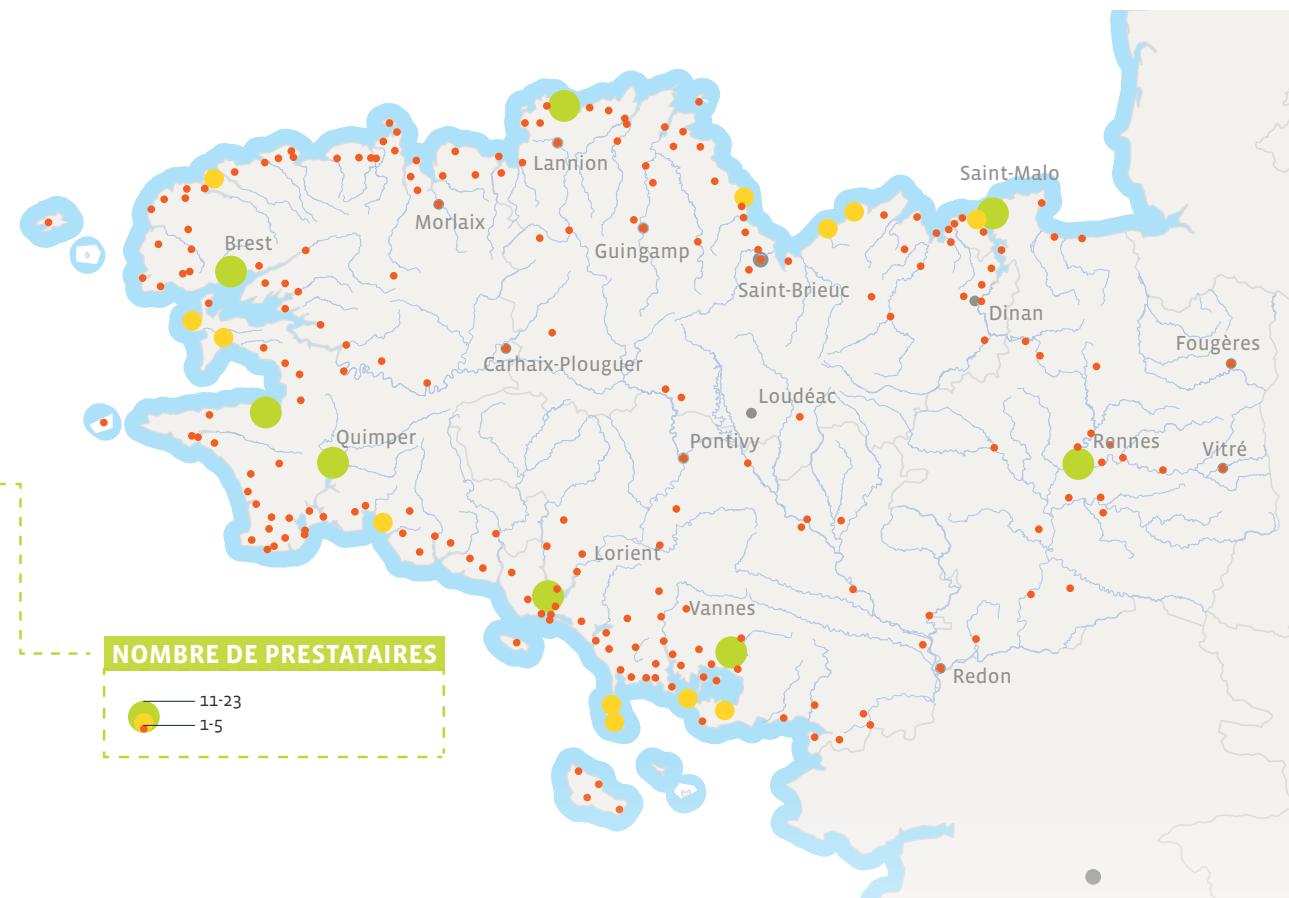 Saint-Malo
Lannion
Morlaix
Brest
Guingamp
Saint-Brieuc
Dinan
Fougères
Carhaix-Plouguer
Loudéac
Quimper
Pontivy
Rennes
Vitré
Lorient
Vannes
NOMBRE DE PRESTATAIRES
Redon
11-23
1-5